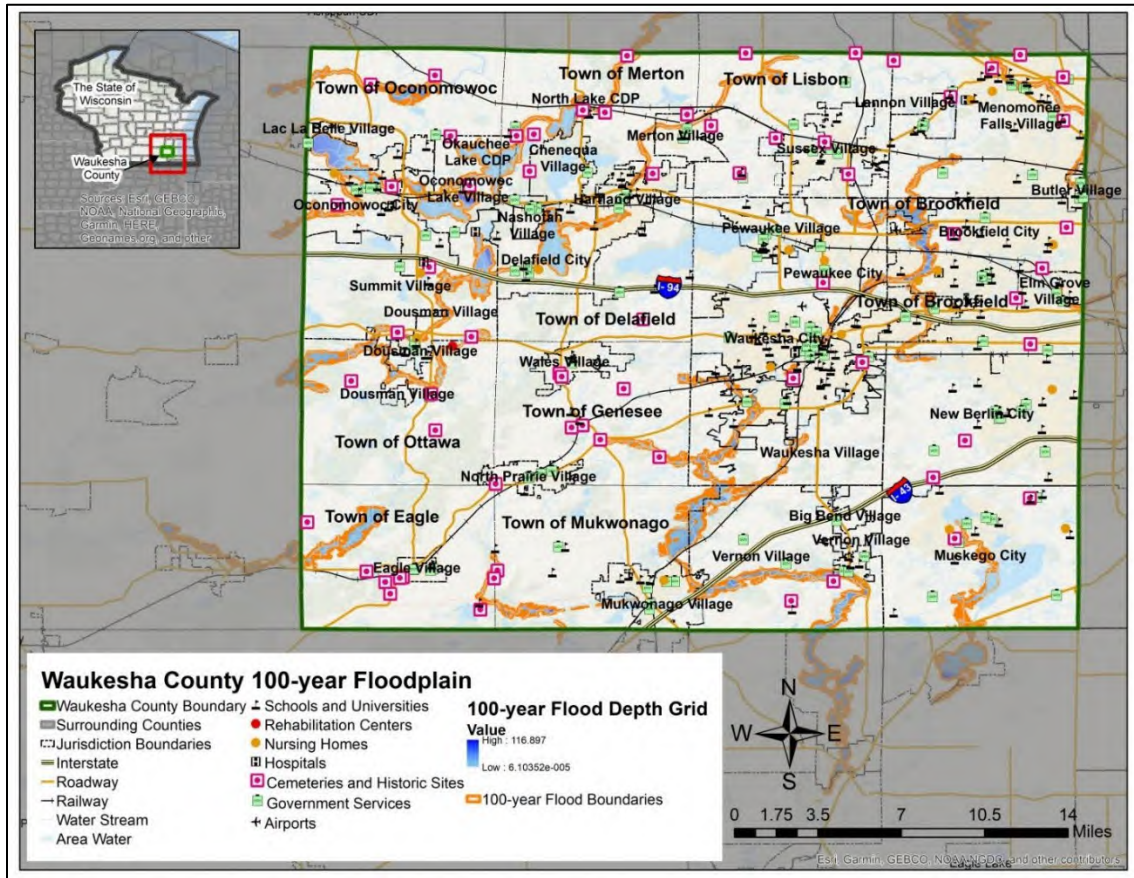 The State of
Wisconsin
Waukesha
County
Sources: Esri, GEBCO,
NOAA, National Geographic,
Garmin, HERE,
Geonames.org, and other
Town of Merton
Town of Lisbon
Town of Oconomowoc
North Lake CDP
Lannon Village
Menomonee
Falls Village
Lac La Belle Village
Merton Village
Okauchee
Lake CDP
Chenequa
Village
Sussex Village
Oconomowoc
Lake Village
Butler Village
Oconomowoc City
Hartland Village
Town of Brookfield
Nashotah
Village
Pewaukee Village
Brookfield City
Delafield City
Pewaukee City
Elm Grove
Village
Summit Village
I-94
Town of Brookfield
Dousman Village
Town of Delafield
Waukesha City
Dousman Village
Wales Village
Dousman Village
Town of Genesee
New Berlin City
Town of Ottawa
Waukesha Village
North Prairie Village
I-43
Town of Eagle
Town of Mukwonago
Big Bend Village
Vernon Village
Vernon Village
Muskego City
Eagle Village
Mukwonago Village
Waukesha County 100-year Floodplain
Waukesha County Boundary
Surrounding Counties
Jurisdiction Boundaries
Interstate
Roadway
Railway
Water Stream
Area Water
Schools and Universities
Rehabilitation Centers
Nursing Homes
H Hospitals
Cemeteries and Historic Sites
Government Services
Airports
100-year Flood Depth Grid
Value
High : 116.897
Low : 6.10352e-005
100-year Flood Boundaries
N
W E
S
0 1.75 3.5 7 10.5 14
Miles
Esri, Garmin, GEBCO, NOAA NGDC, and other contributors
Eagle Lake